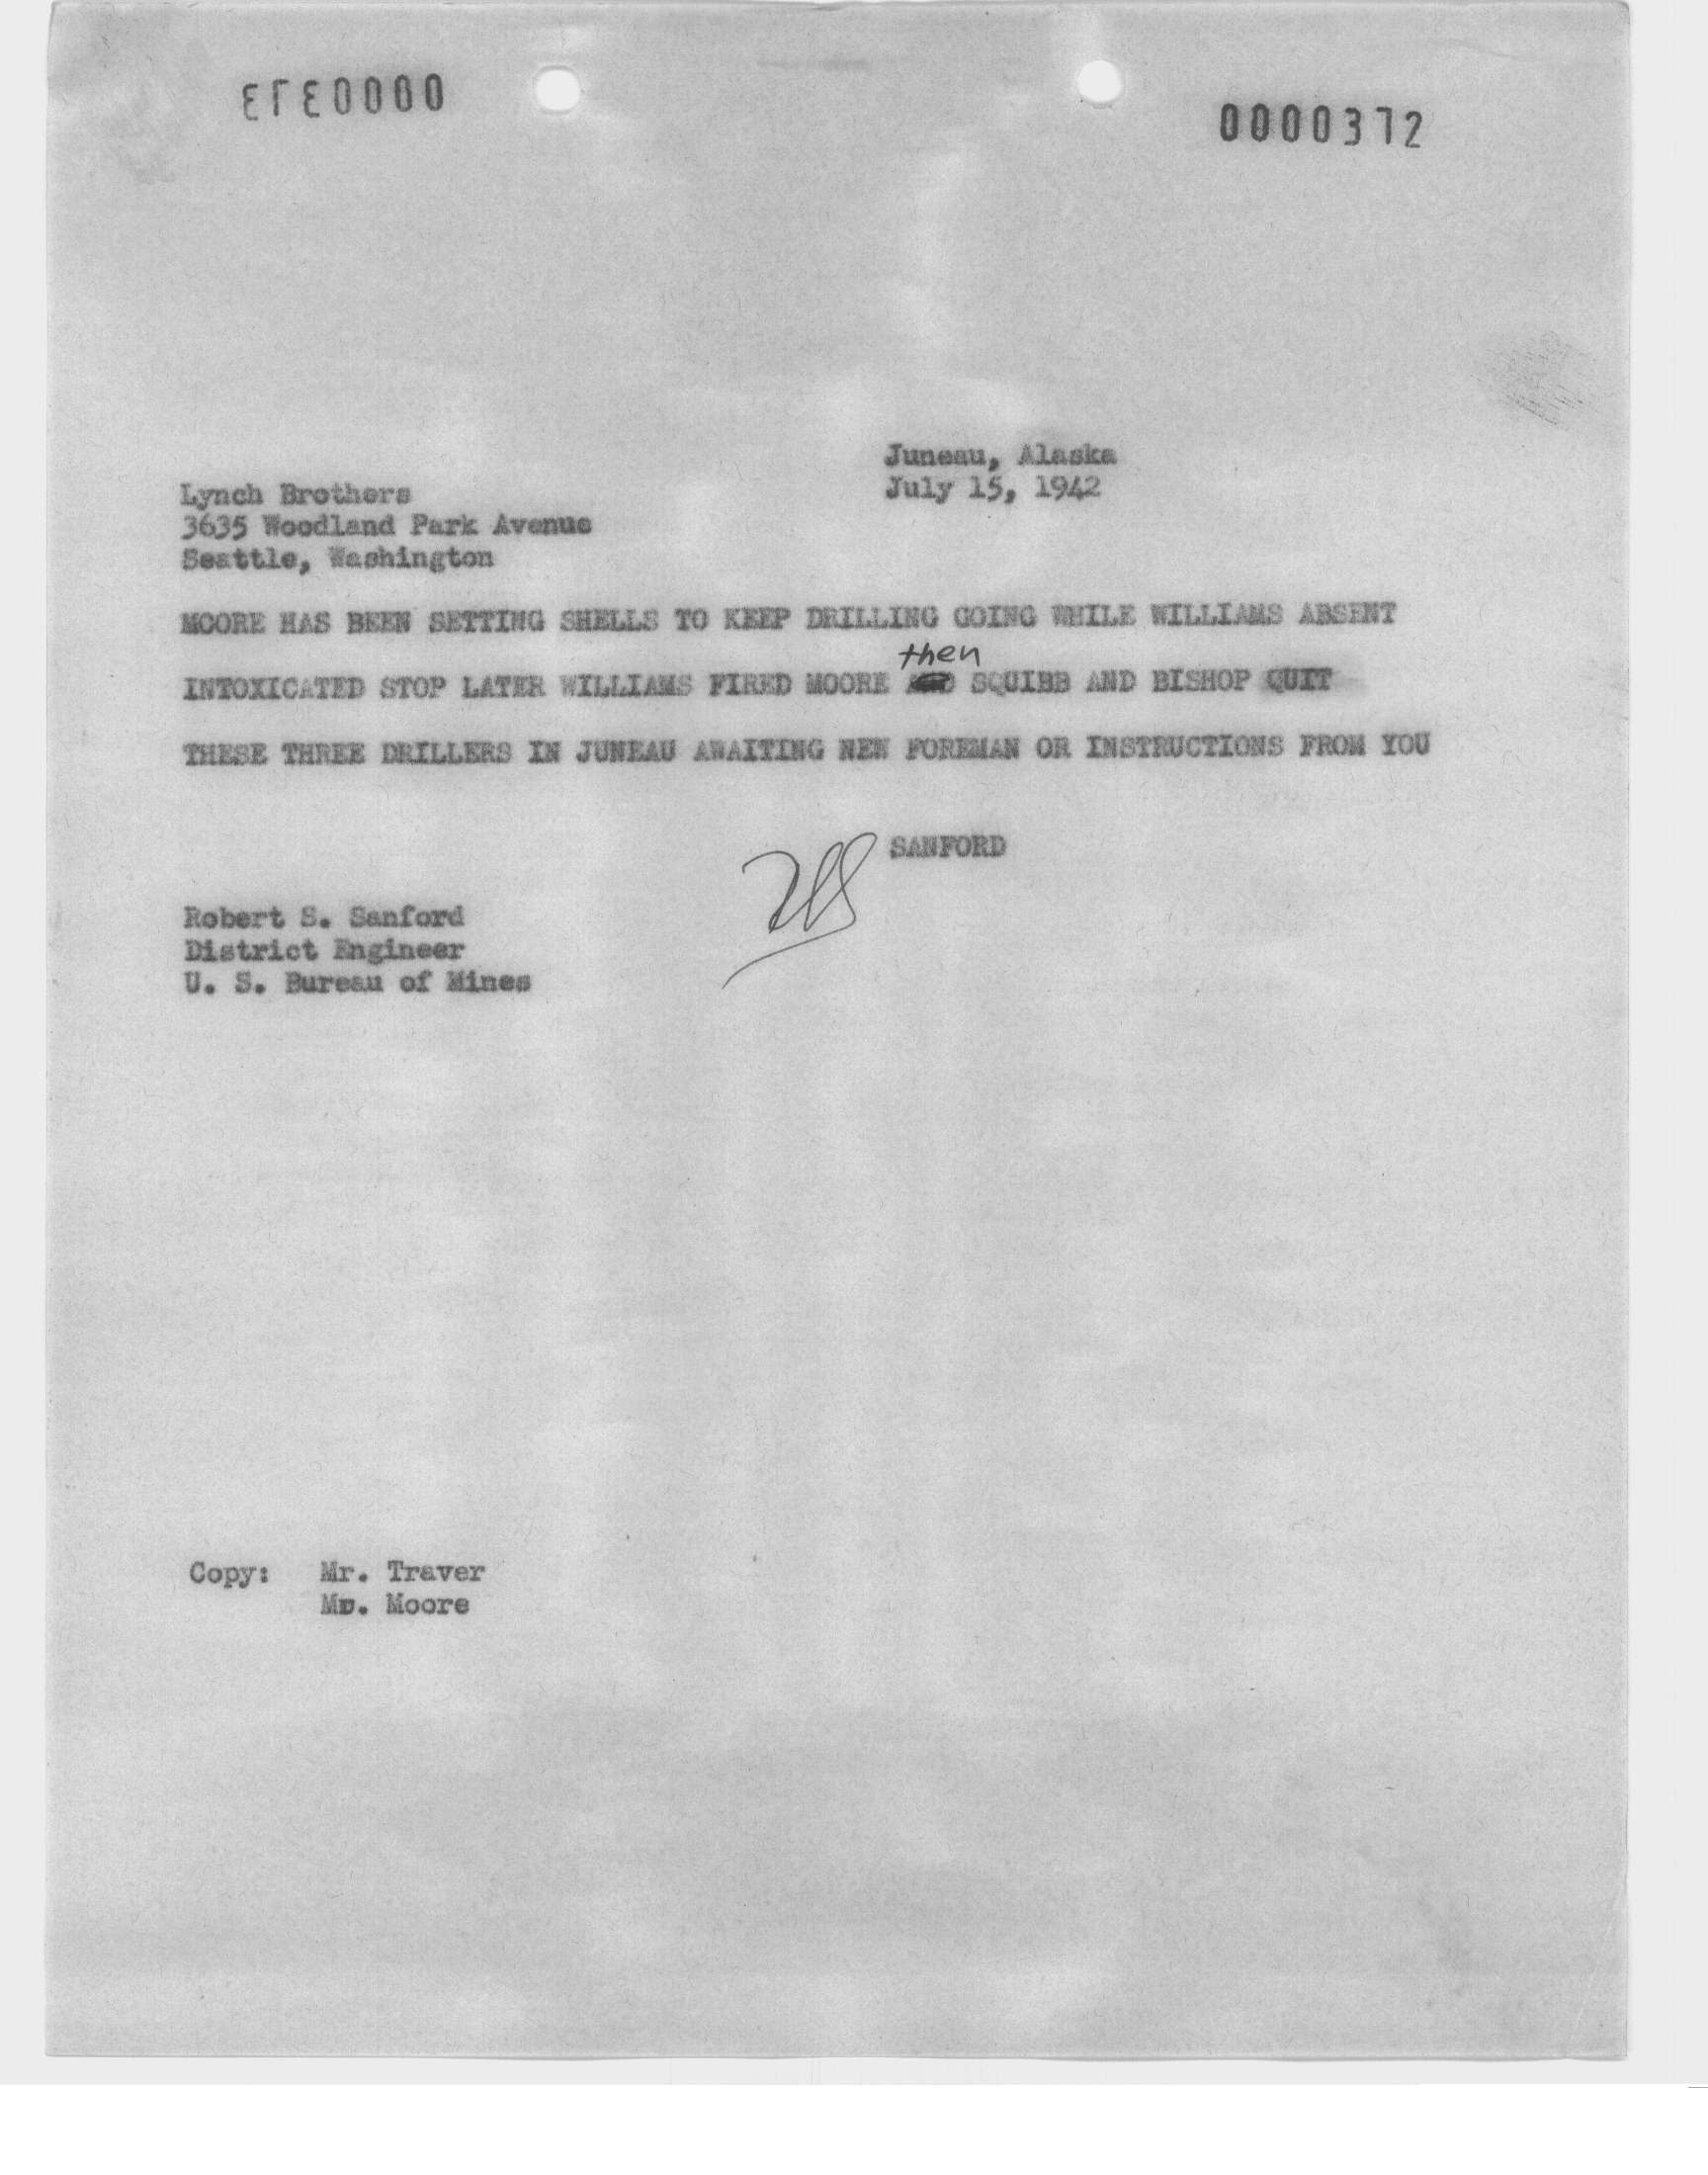 0000373
0000372
Juneau, Alaska
July 15, 1942
Lynch Brothers
3635 Woodland Park Avenue
Seattle, Washington
MOORE HAS BEEN SETTING SHELLS TO KEEP DRILLING GOING WHILE WILLIAMS ABSENT
then
INTOXICATED STOP LATER WILLIAMS FIRED MOORE SQUIBB AND BISHOP QUIT
THESE THREE DRILLERS IN JUNEAU AWAITING NEW FOREMAN OR INSTRUCTIONS FROM YOU
SANFORD
Robert S. Sanford
District Engineer
U. S. Bureau of Mines
Copy: Mr. Traver
Mr. Moore